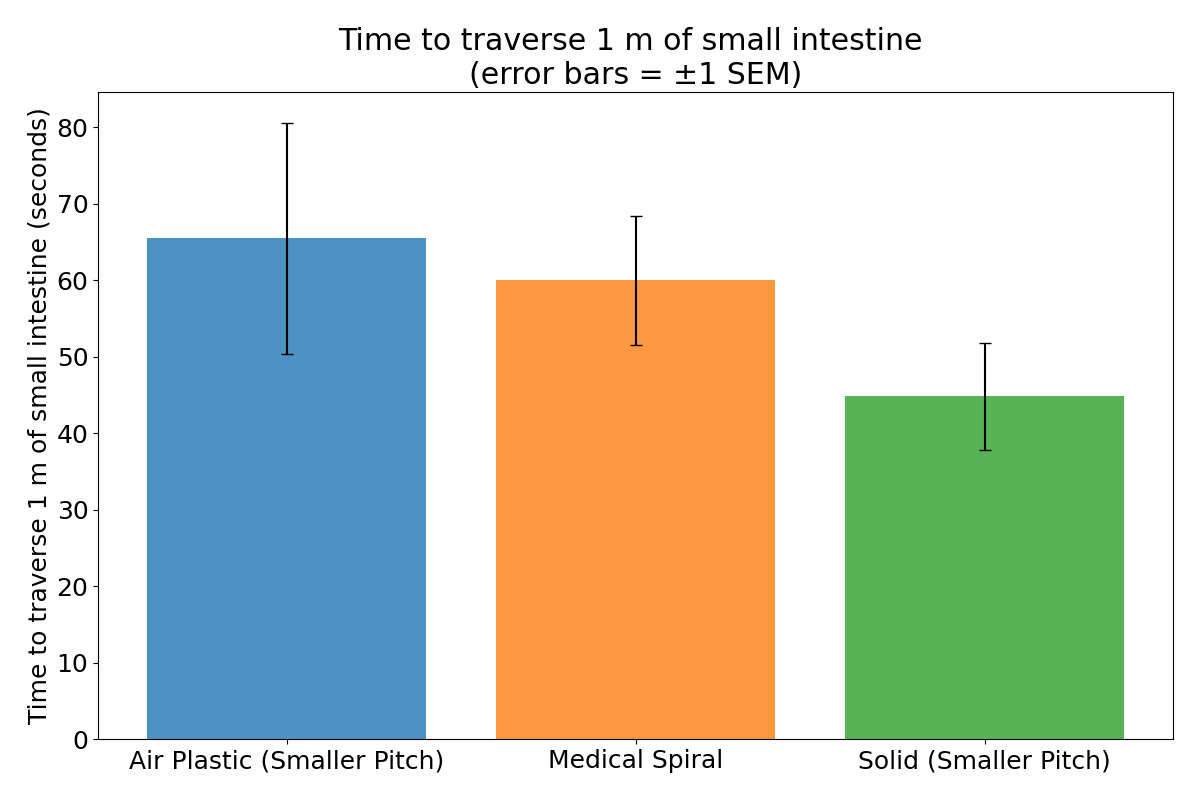 Time to traverse 1 m of small intestine
(error bars = ±1 SEM)
Time to traverse 1 m of small intestine (seconds)
80
70
60
50
40
30
20
10
0
Air Plastic (Smaller Pitch)
Medical Spiral
Solid (Smaller Pitch)